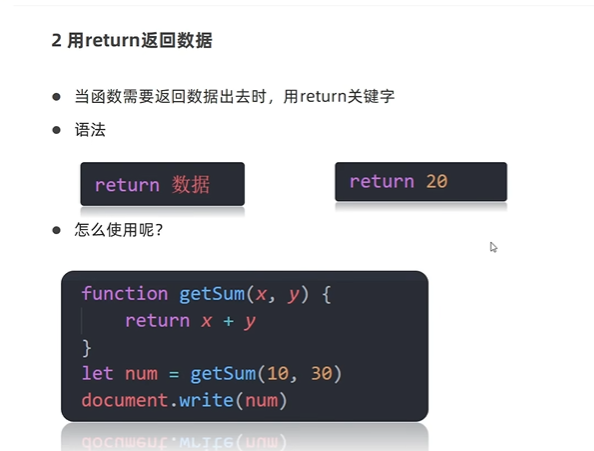 2 用return返回数据
● 当函数需要返回数据出去时，用return关键字
● 语法
return 数据
return 20
● 怎么使用呢？
function getSum(x, y) {
    return x + y
}
let num = getSum(10, 30)
document.write(num)